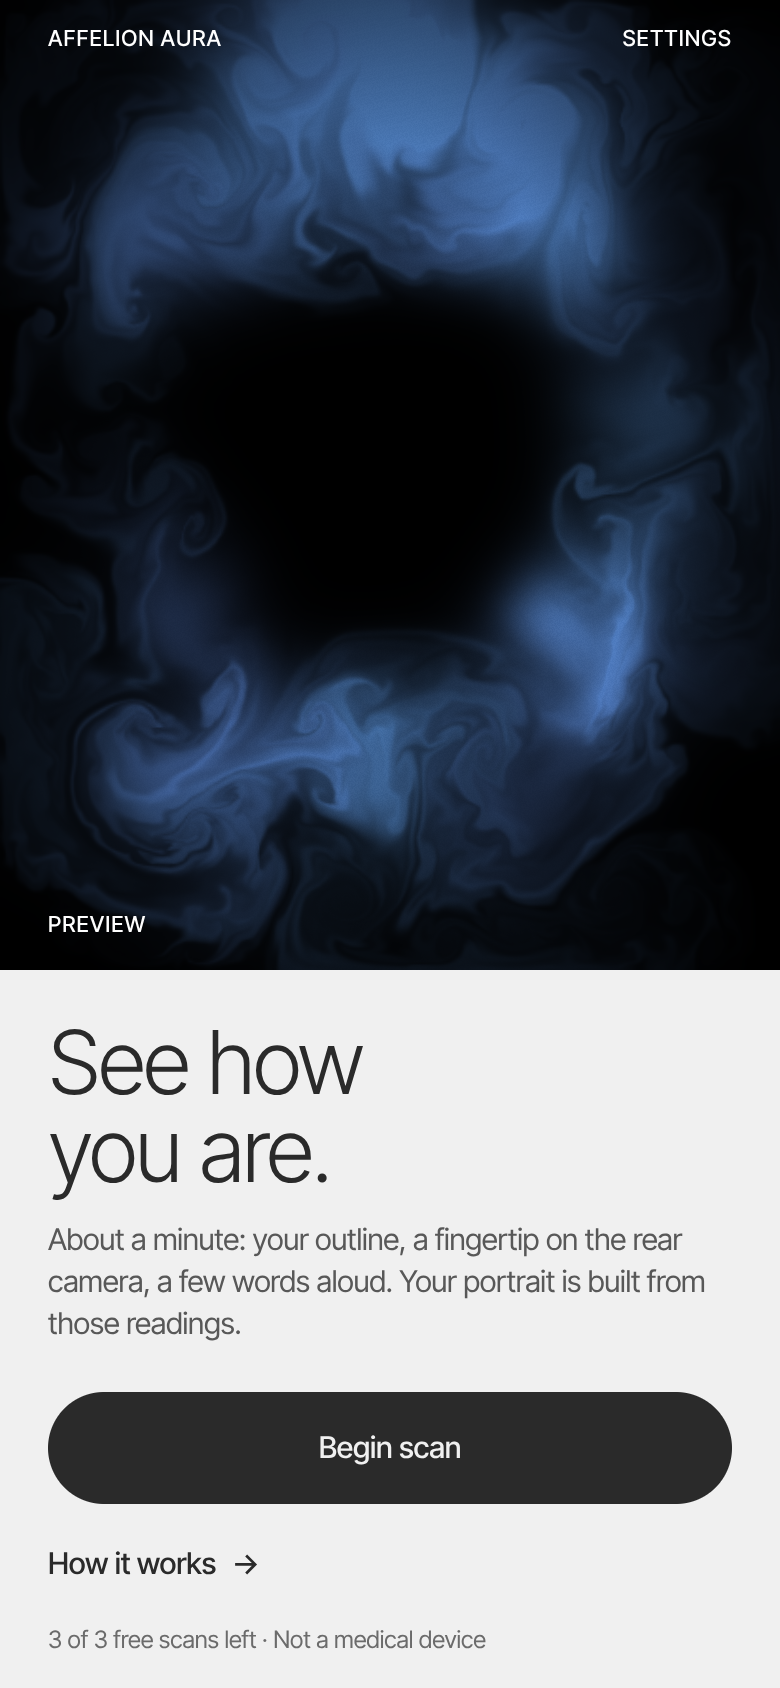 AFFELION AURA
SETTINGS
PREVIEW
See how
you are.
About a minute: your outline, a fingertip on the rear
camera, a few words aloud. Your portrait is built from
those readings.
Begin scan
How it works →
3 of 3 free scans left · Not a medical device